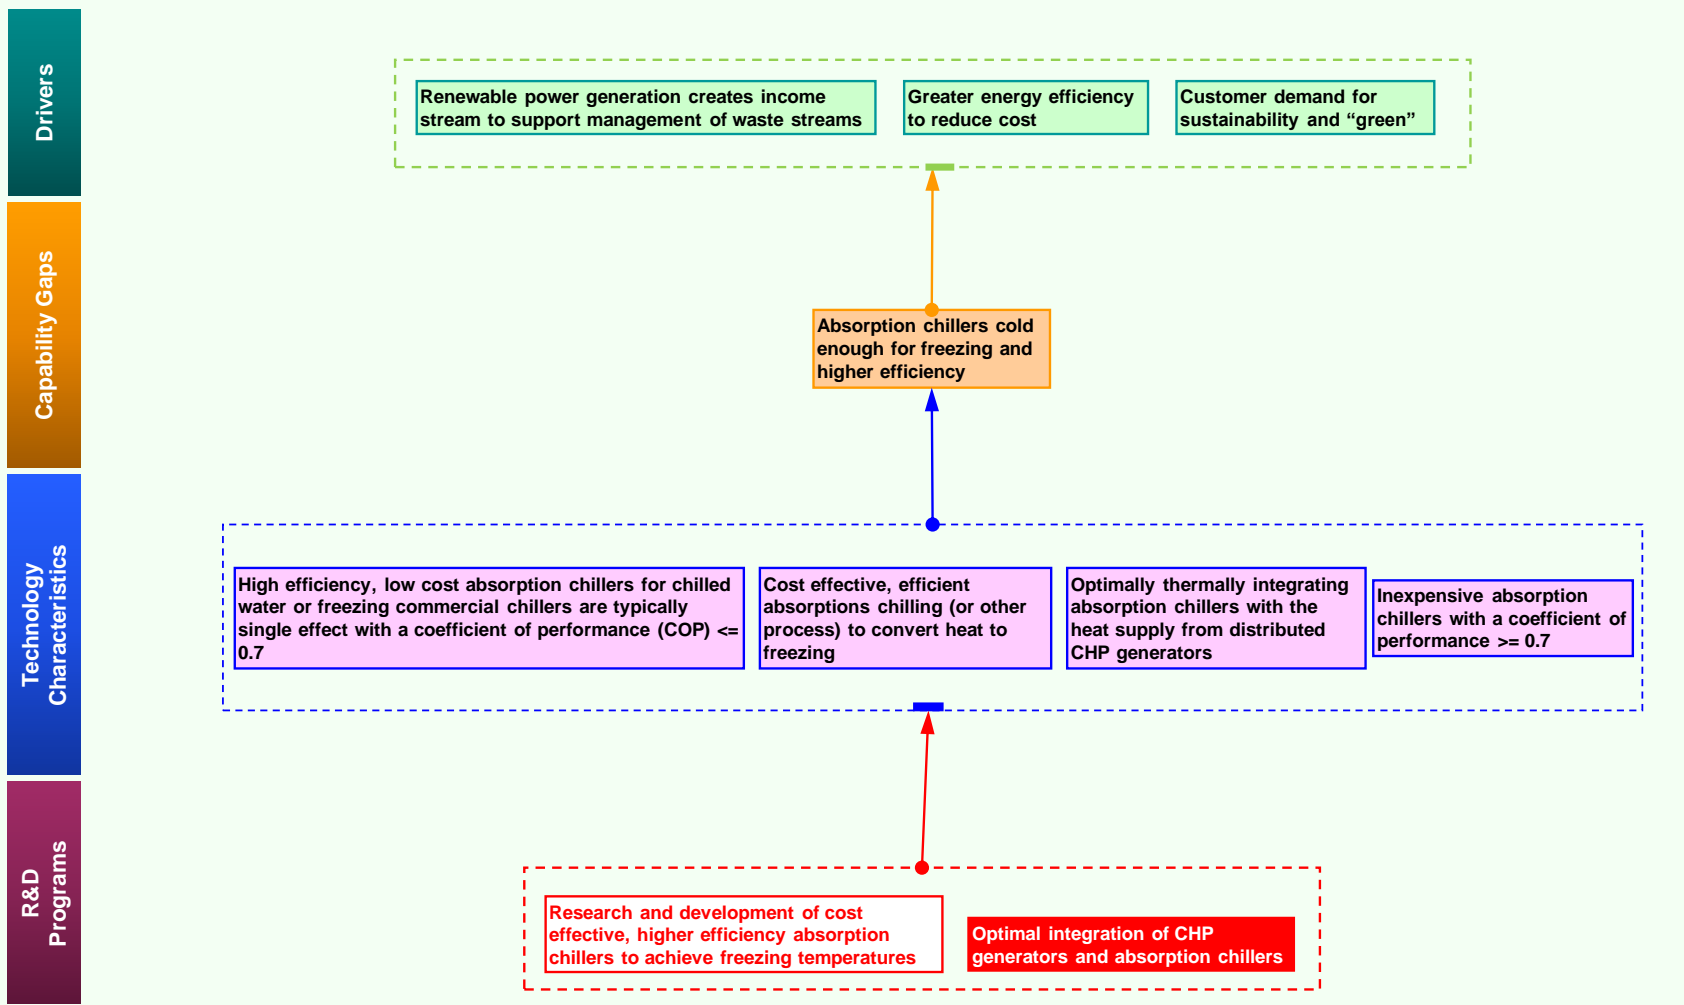 Drivers
Renewable power generation creates income
stream to support management of waste streams
Greater energy efficiency
to reduce cost
Customer demand for
sustainability and “green”
Capability Gaps
Absorption chillers cold
enough for freezing and
higher efficiency
Technology
Characteristics
High efficiency, low cost absorption chillers for chilled
water or freezing commercial chillers are typically
single effect with a coefficient of performance (COP) <=
0.7
Cost effective, efficient
absorptions chilling (or other
process) to convert heat to
freezing
Optimally thermally integrating
absorption chillers with the
heat supply from distributed
CHP generators
Inexpensive absorption
chillers with a coefficient of
performance >= 0.7
R&D
Programs
Research and development of cost
effective, higher efficiency absorption
chillers to achieve freezing temperatures
Optimal integration of CHP
generators and absorption chillers